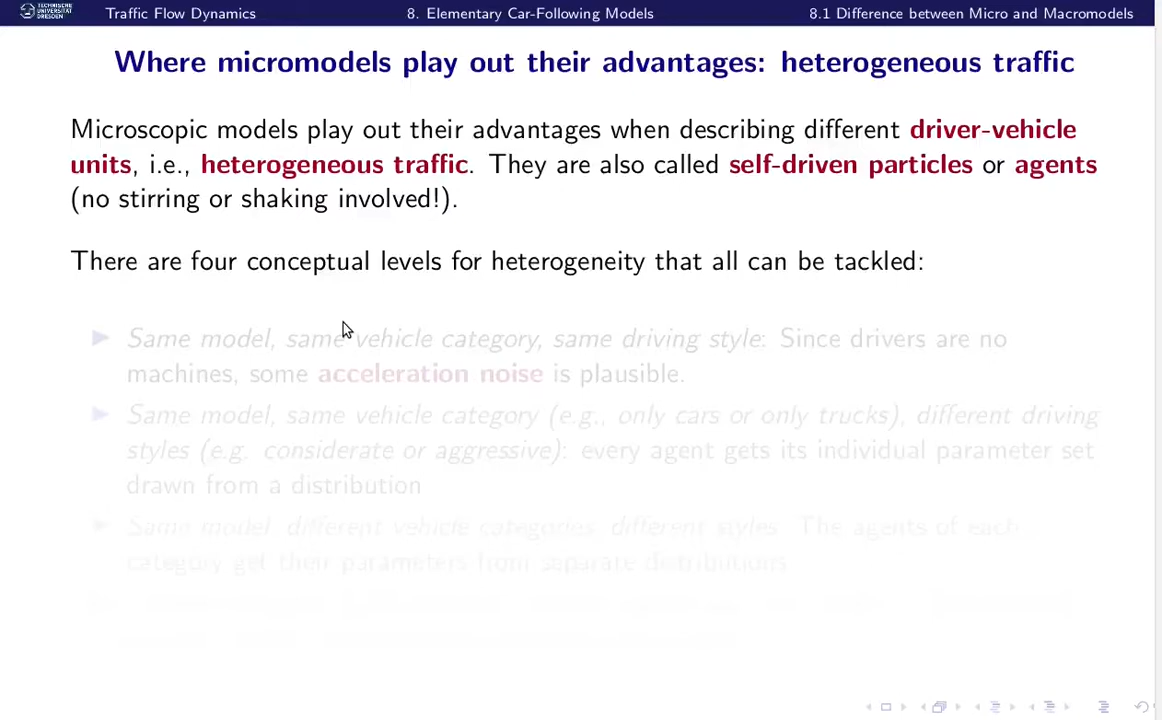 TECHNISCHE UNIVERSITÄT DRESDEN
Traffic Flow Dynamics
8. Elementary Car-Following Models
8.1 Difference between Micro and Macromodels
Where micromodels play out their advantages: heterogeneous traffic
Microscopic models play out their advantages when describing different driver-vehicle
units, i.e., heterogeneous traffic. They are also called self-driven particles or agents
(no stirring or shaking involved!).
There are four conceptual levels for heterogeneity that all can be tackled:
Same model, same vehicle category, same driving style: Since drivers are no
machines, some acceleration noise is plausible.
Same model, same vehicle category (e.g., only cars or only trucks), different driving
styles (e.g. considerate or aggressive): every agent gets its individual parameter set
drawn from a distribution
Same model, different vehicle categories, different styles. The agents of each
category get their parameters from separate distributions